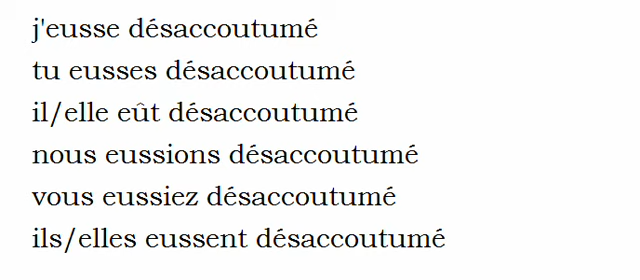 j'eusse désaccoutumé
tu eusses désaccoutumé
il/elle eût désaccoutumé
nous eussions désaccoutumé
vous eussiez désaccoutumé
ils/elles eussent désaccoutumé